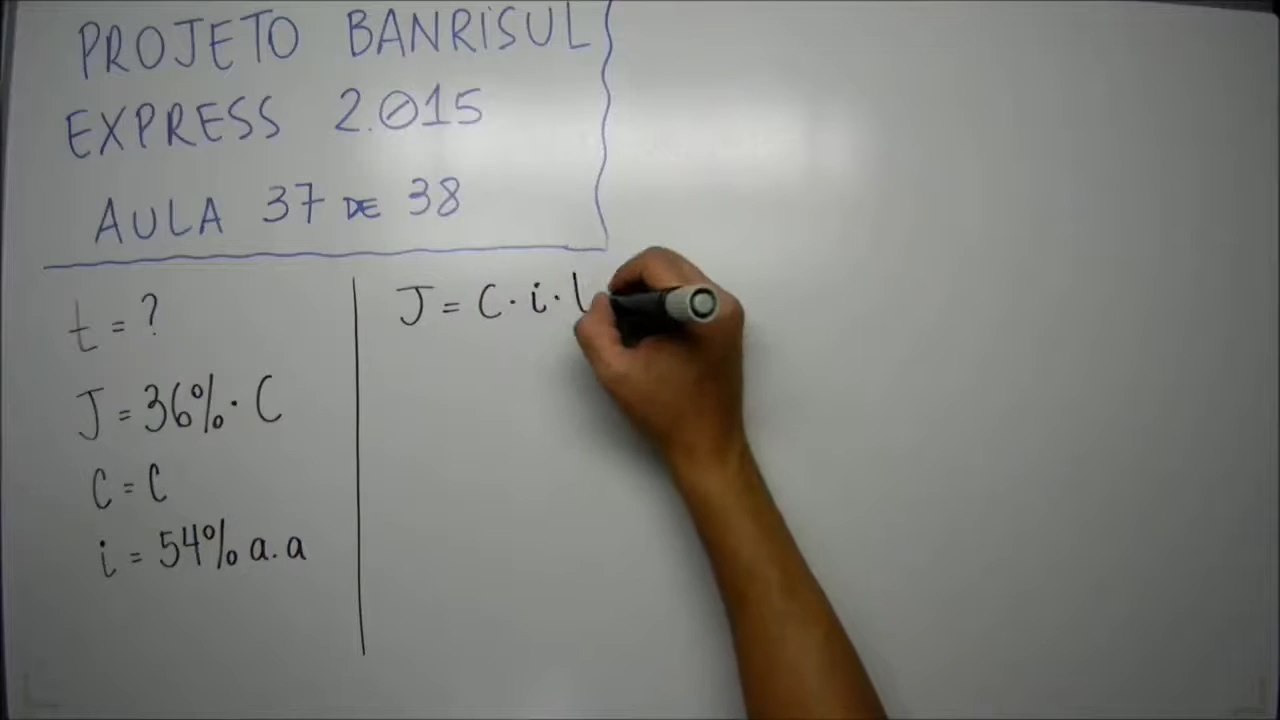 PROJETO BANRISUL
EXPRESS 2.015
AULA 37 DE 38
t = ?
J = 36% · C
C = C
i = 54% a.a
J = C · i ·